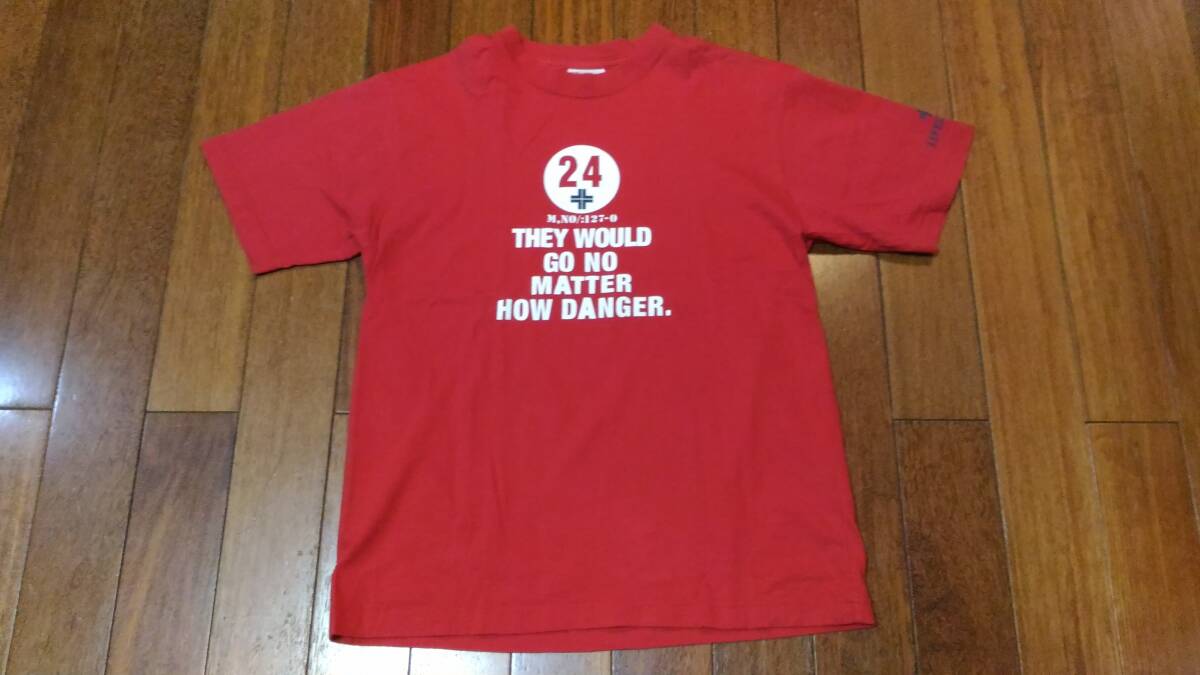 24
M,NO/:127-0
THEY WOULD
GO NO
MATTER
HOW DANGER.